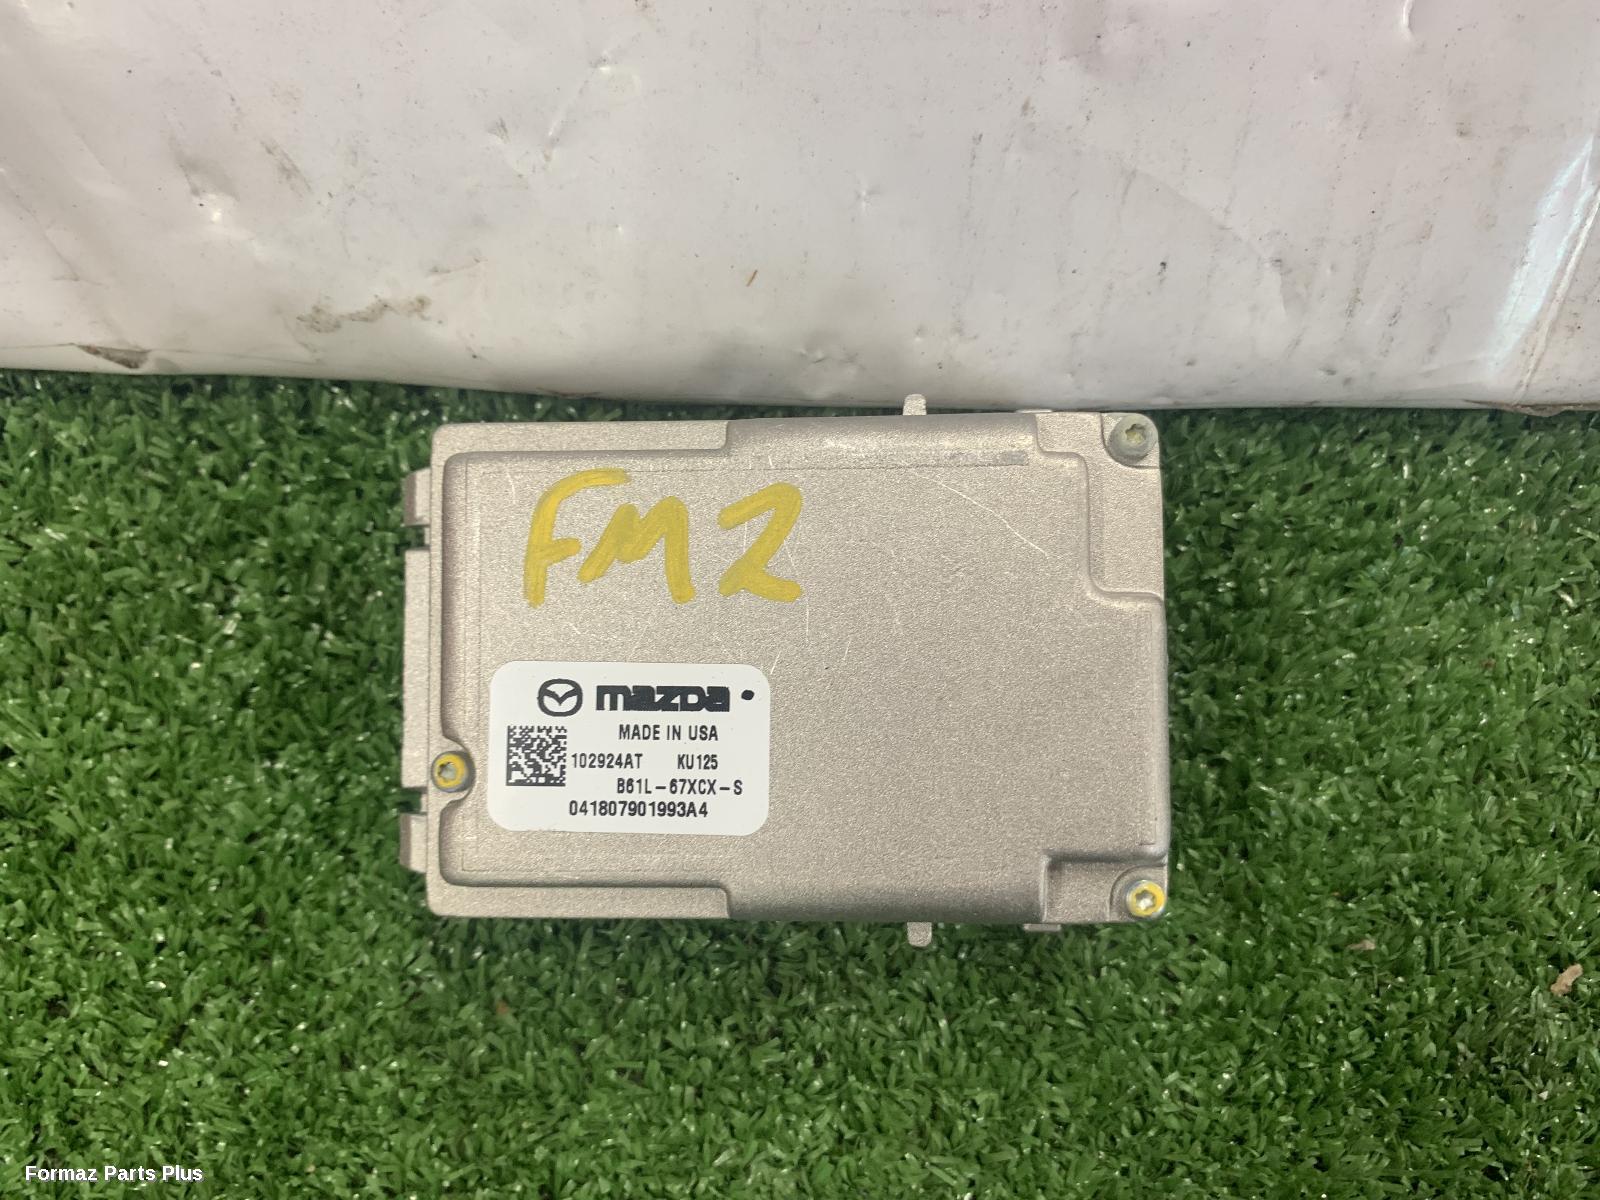 FM2
mazda
MADE IN USA
102924AT KU125
B61L-67XCX-S
041807901993A4
Formaz Parts Plus